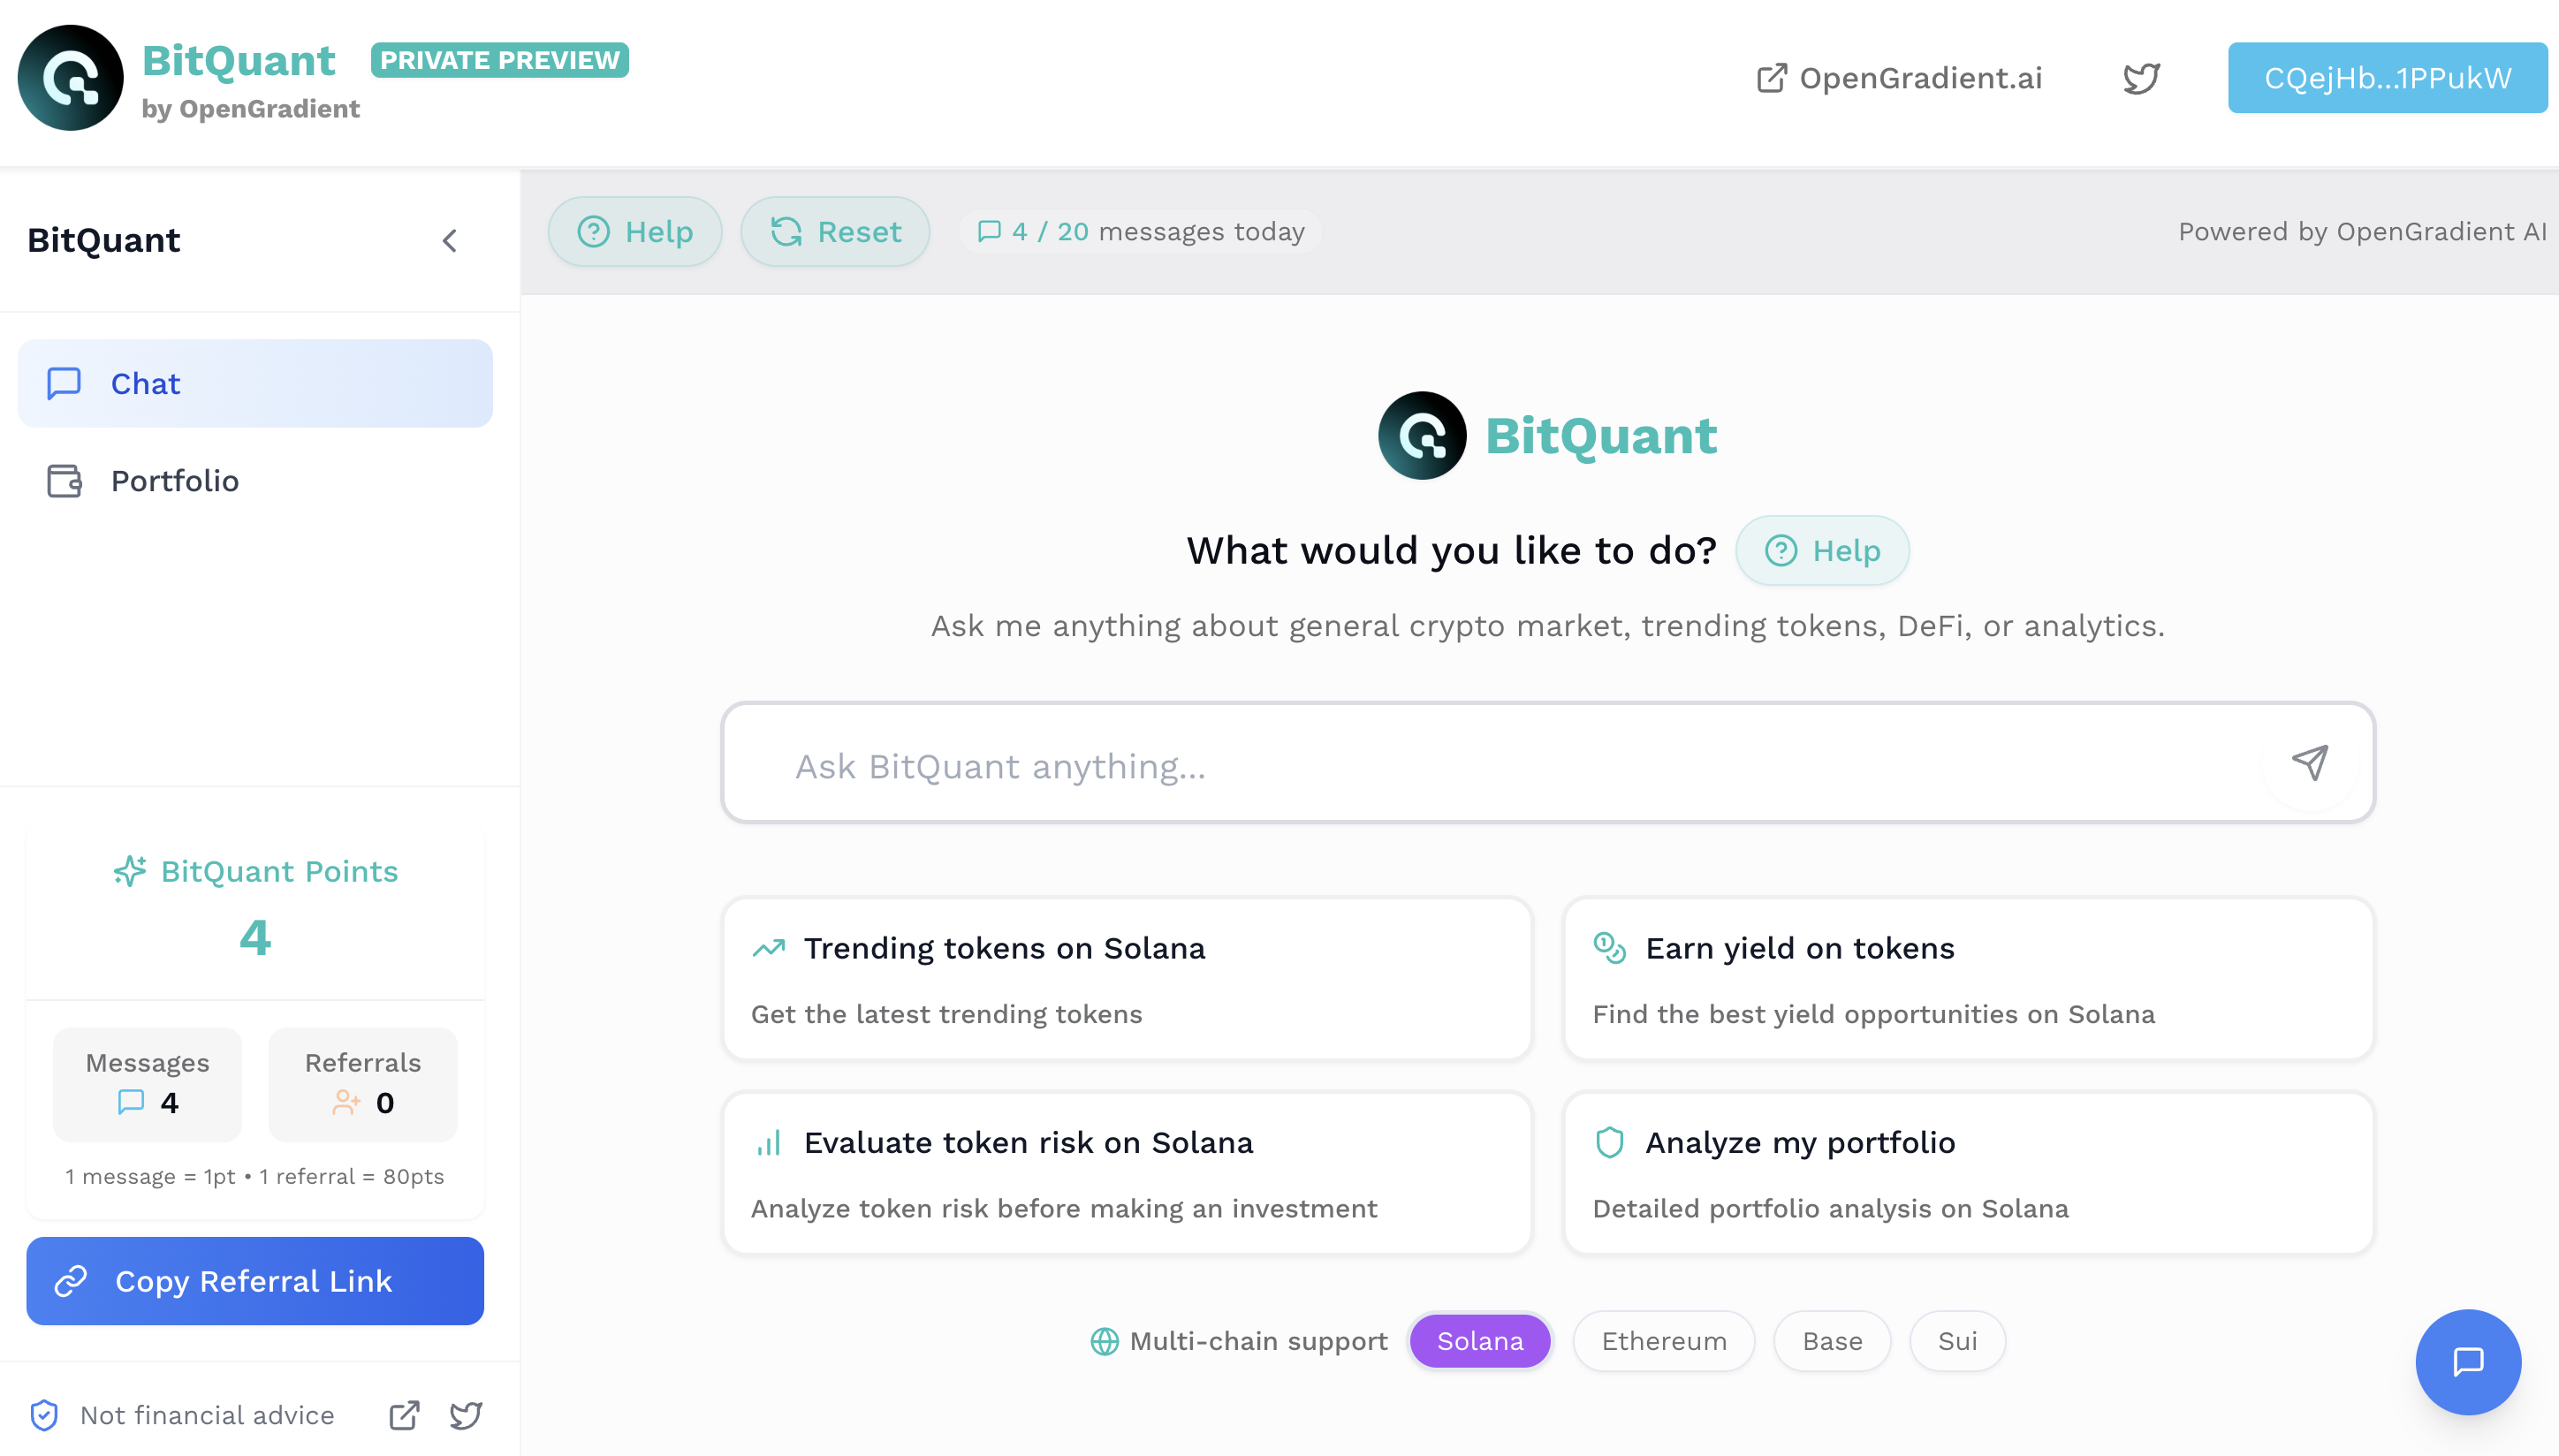 BitQuant PRIVATE PREVIEW
by OpenGradient
OpenGradient.ai
CQejHb...1PPukW
BitQuant
Chat
Portfolio
BitQuant Points
4
Messages
4
Referrals
0
1 message = 1pt • 1 referral = 80pts
Copy Referral Link
Not financial advice
Help
Reset
4 / 20 messages today
Powered by OpenGradient AI
BitQuant
What would you like to do?
Help
Ask me anything about general crypto market, trending tokens, DeFi, or analytics.
Ask BitQuant anything...
Trending tokens on Solana
Get the latest trending tokens
Earn yield on tokens
Find the best yield opportunities on Solana
Evaluate token risk on Solana
Analyze token risk before making an investment
Analyze my portfolio
Detailed portfolio analysis on Solana
Multi-chain support
Solana
Ethereum
Base
Sui